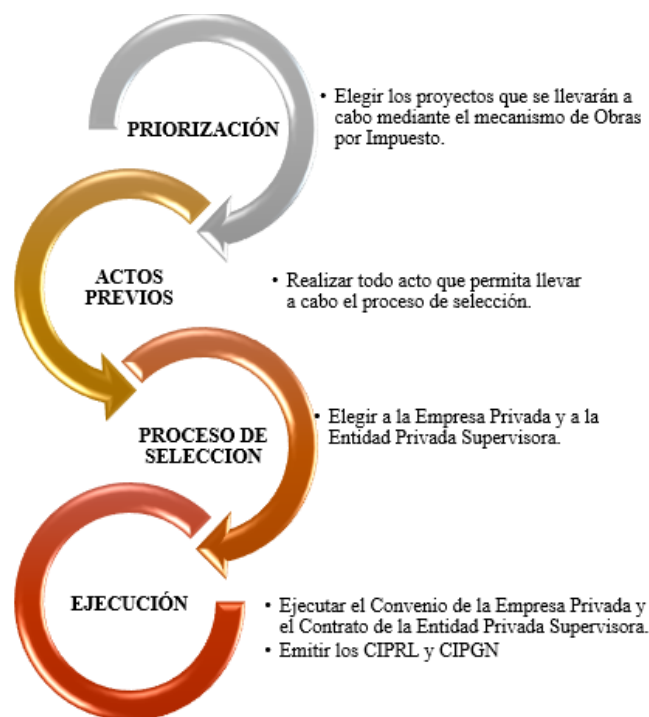 PRIORIZACIÓN
• Elegir los proyectos que se llevarán a
cabo mediante el mecanismo de Obras
por Impuesto.
ACTOS
PREVIOS
• Realizar todo acto que permita llevar
a cabo el proceso de selección.
PROCESO DE
SELECCION
• Elegir a la Empresa Privada y a la
Entidad Privada Supervisora.
EJECUCIÓN
• Ejecutar el Convenio de la Empresa Privada y
el Contrato de la Entidad Privada Supervisora.
• Emitir los CIPRL y CIPGN